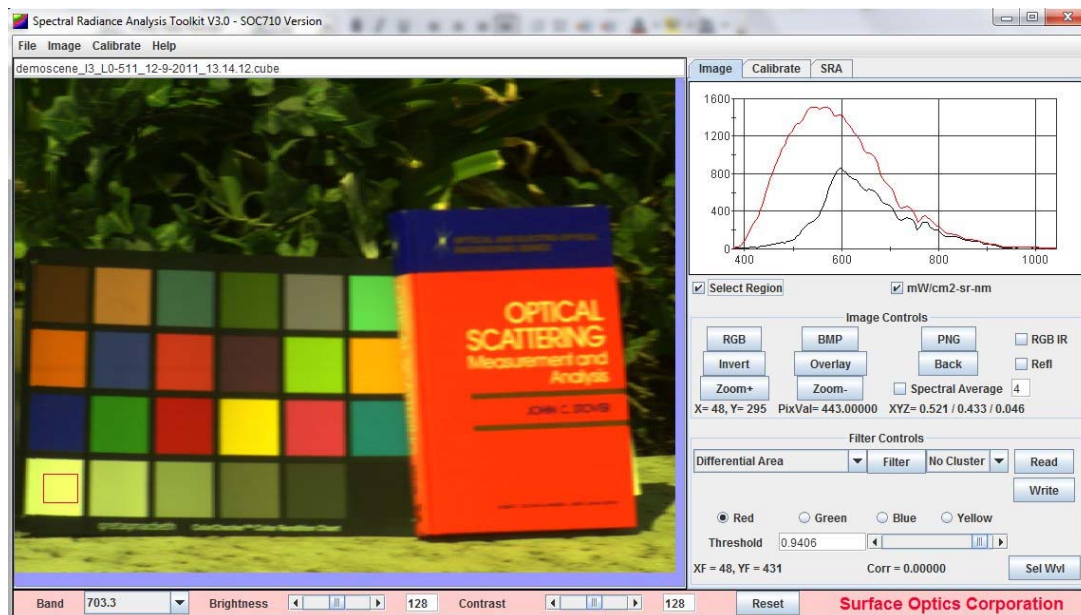 Spectral Radiance Analysis Toolkit V3.0 - SOC710 Version
File Image Calibrate Help
demoscene_I3_L0-511_12-9-2011_13.14.12.cube
OPTICAL
SCATTERING
Measurement and
Analysis
JOHN C. STOVER
Image Calibrate SRA
1600
1200
800
400
0
400 600 800 1000
Select Region mW/cm2-sr-nm
Image Controls
RGB BMP PNG RGB IR
Invert Overlay Back Refl
Zoom+ Zoom- Spectral Average 4
X= 48, Y= 295 PixVal= 443.00000 XYZ= 0.521 / 0.433 / 0.046
Filter Controls
Differential Area Filter No Cluster Read
Write
Red Green Blue Yellow
Threshold 0.9406
XF = 48, YF = 431 Corr = 0.00000 Sel Wvl
Band 703.3 Brightness 128 Contrast 128 Reset Surface Optics Corporation